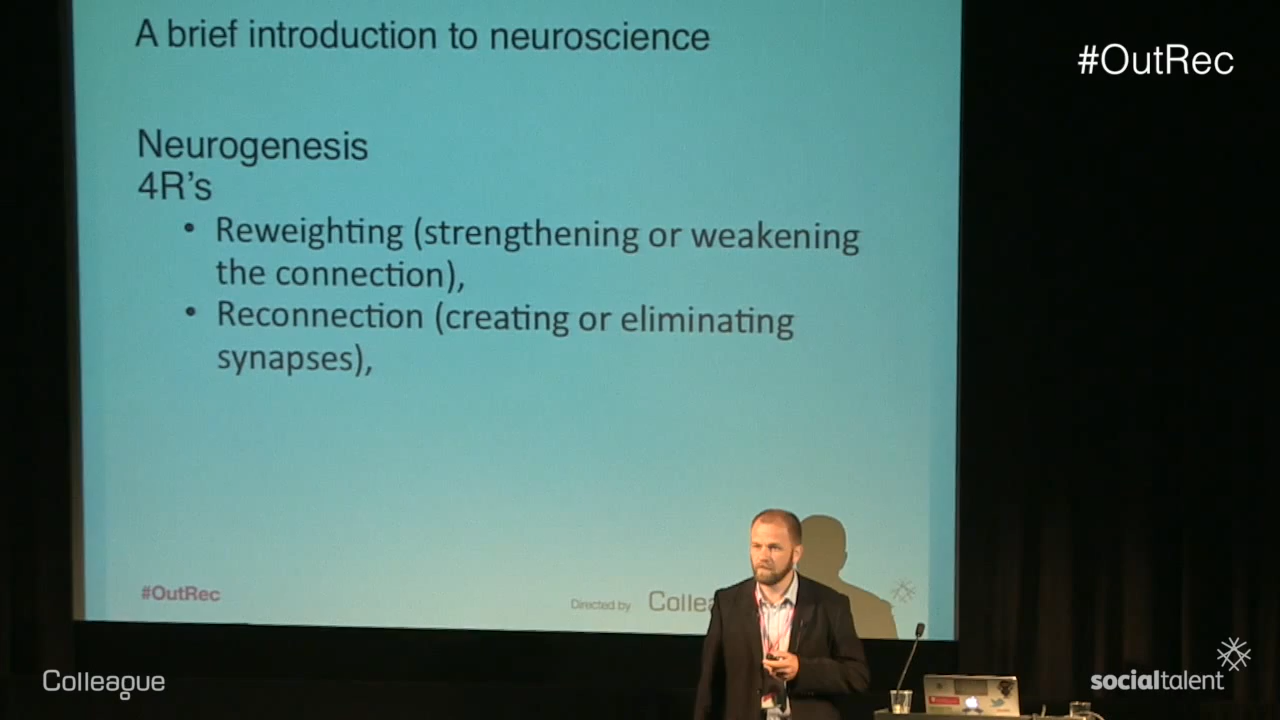 A brief introduction to neuroscience
#OutRec
Neurogenesis
4R's
• Reweighting (strengthening or weakening
the connection),
• Reconnection (creating or eliminating
synapses),
#OutRec
Directed by Collea
Colleague
socialtalent